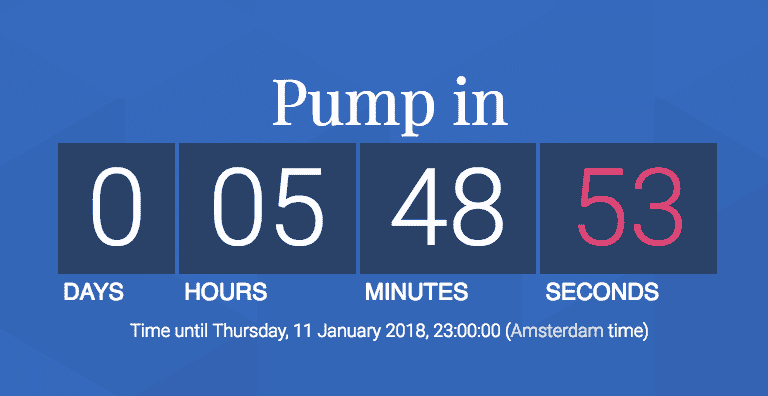 Pump in
0 05 48 53
DAYS HOURS MINUTES SECONDS
Time until Thursday, 11 January 2018, 23:00:00 (Amsterdam time)